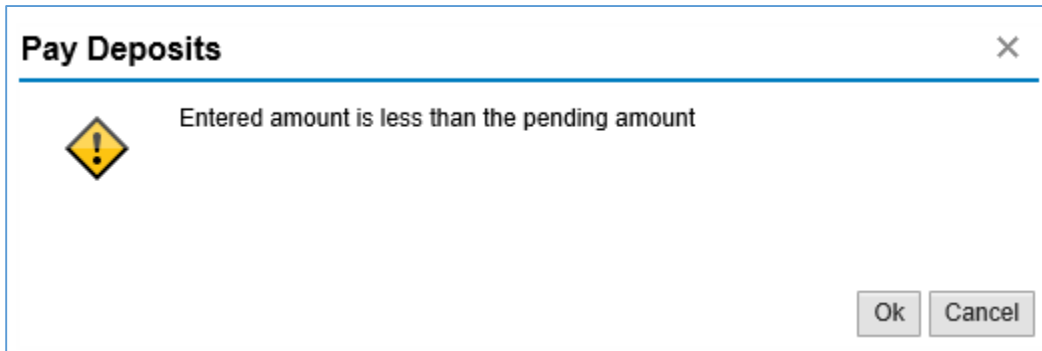 Pay Deposits
Entered amount is less than the pending amount
Ok Cancel